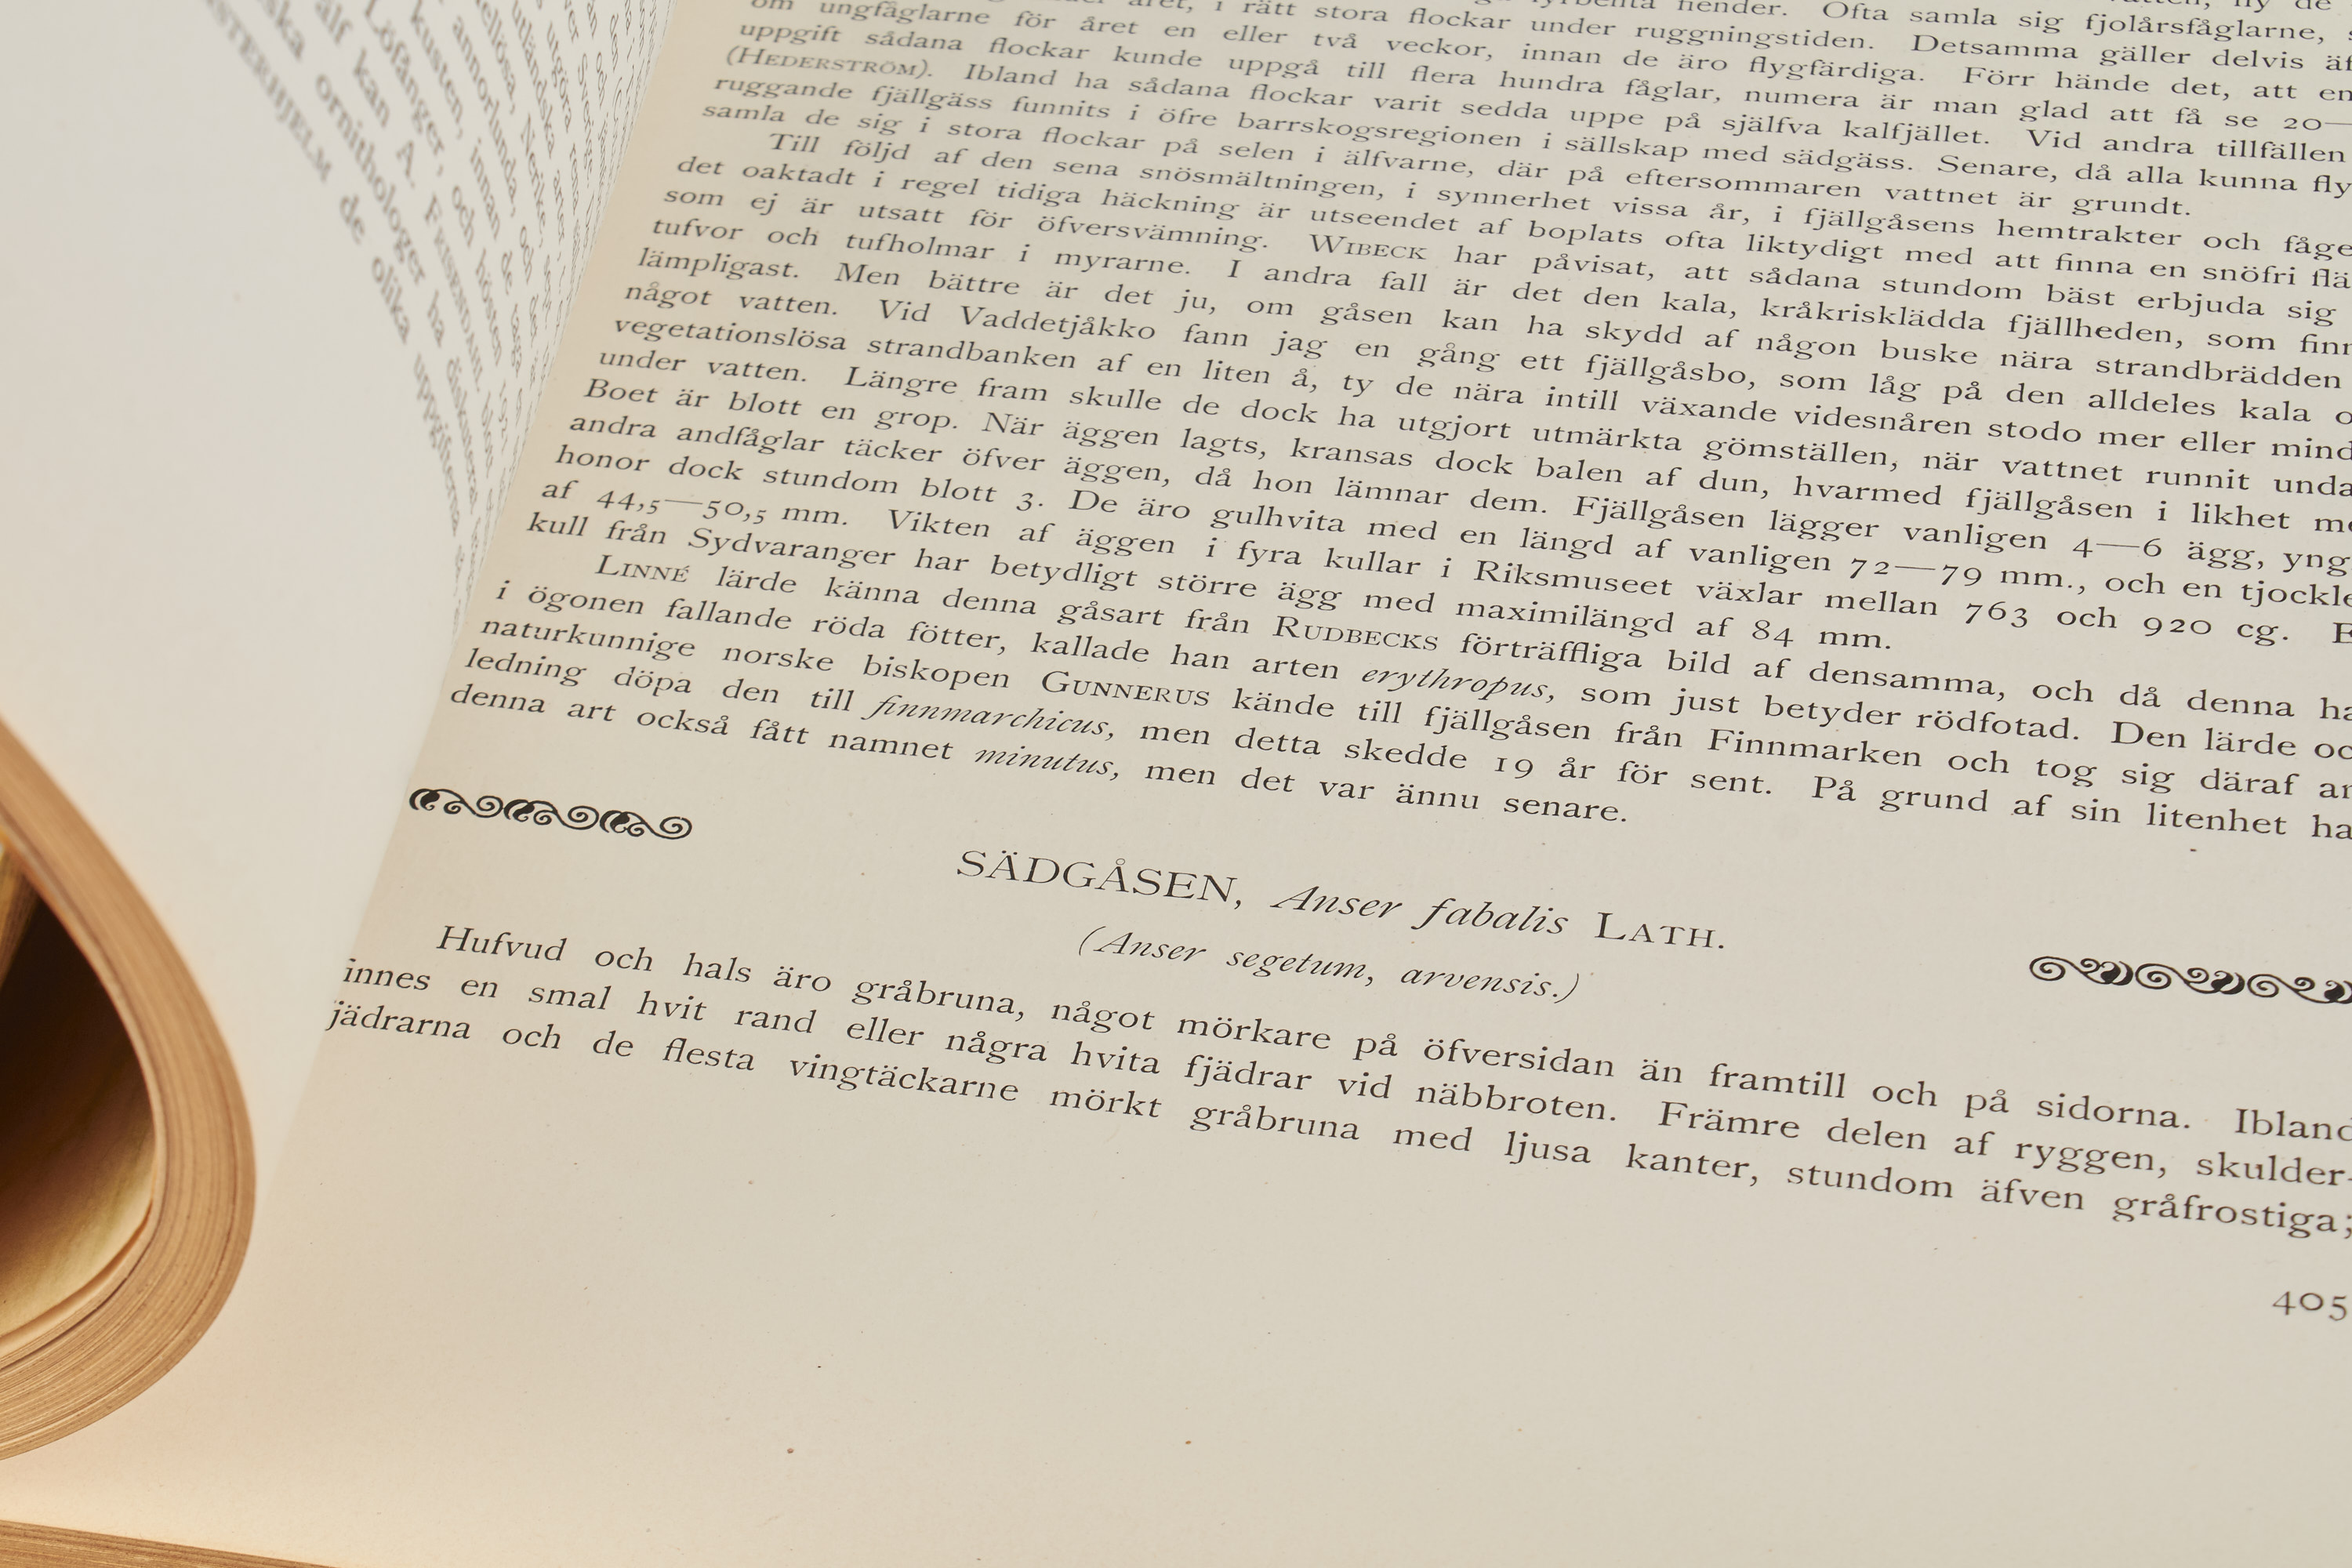 om ungfåglarne för året en eller två veckor, innan de äro flygfärdiga. Förr hände det, att en
uppgift sådana flockar kunde uppgå till flera hundra fåglar, numera är man glad att få se 20—
(HEDERSTRÖM). Ibland ha sådana flockar varit sedda uppe på själfva kalfjället. Vid andra tillfällen
ruggande fjällgäss funnits i öfre barrskogsregionen i sällskap med sädgäss. Senare, då alla kunna fly
samla de sig i stora flockar på selen i älfvarne, där på eftersommaren vattnet är grundt.
Till följd af den sena snösmältningen, i synnerhet vissa år, i fjällgåsens hemtrakter och fåge
det oaktadt i regel tidiga häckning är utseendet af boplats ofta liktydigt med att finna en snöfri flä
som ej är utsatt för öfversvämning. WIBECK har påvisat, att sådana stundom bäst erbjuda sig
tufvor och tufholmar i myrarne. I andra fall är det den kala, kråkrisklädda fjällheden, som finn
lämpligast. Men bättre är det ju, om gåsen kan ha skydd af någon buske nära strandbrädden
något vatten. Vid Vaddetjåkko fann jag en gång ett fjällgåsbo, som låg på den alldeles kala o
vegetationslösa strandbanken af en liten å, ty de nära intill växande videsnåren stodo mer eller mind
under vatten. Längre fram skulle de dock ha utgjort utmärkta gömställen, när vattnet runnit unda
Boet är blott en grop. När äggen lagts, kransas dock balen af dun, hvarmed fjällgåsen i likhet me
andra andfåglar täcker öfver äggen, då hon lämnar dem. Fjällgåsen lägger vanligen 4—6 ägg, yng
honor dock stundom blott 3. De äro gulhvita med en längd af vanligen 72—79 mm., och en tjockle
af 44,5—50,5 mm. Vikten af äggen i fyra kullar i Riksmuseet växlar mellan 763 och 920 cg. E
kull från Sydvaranger har betydligt större ägg med maximilängd af 84 mm.
LINNÉ lärde känna denna gåsart från RUDBECKS förträffliga bild af densamma, och då denna ha
i ögonen fallande röda fötter, kallade han arten erythropus, som just betyder rödfotad. Den lärde oc
naturkunnige norske biskopen GUNNERUS kände till fjällgåsen från Finnmarken och tog sig däraf an
ledning döpa den till finnmarchicus, men detta skedde 19 år för sent. På grund af sin litenhet ha
denna art också fått namnet minutus, men det var ännu senare.
SÄDGÅSEN, Anser fabalis LATH.
(Anser segetum, arvensis.)
Hufvud och hals äro gråbruna, något mörkare på öfversidan än framtill och på sidorna. Ibland
innes en smal hvit rand eller några hvita fjädrar vid näbbroten. Främre delen af ryggen, skulder-
jädrarna och de flesta vingtäckarne mörkt gråbruna med ljusa kanter, stundom äfven gråfrostiga;
405